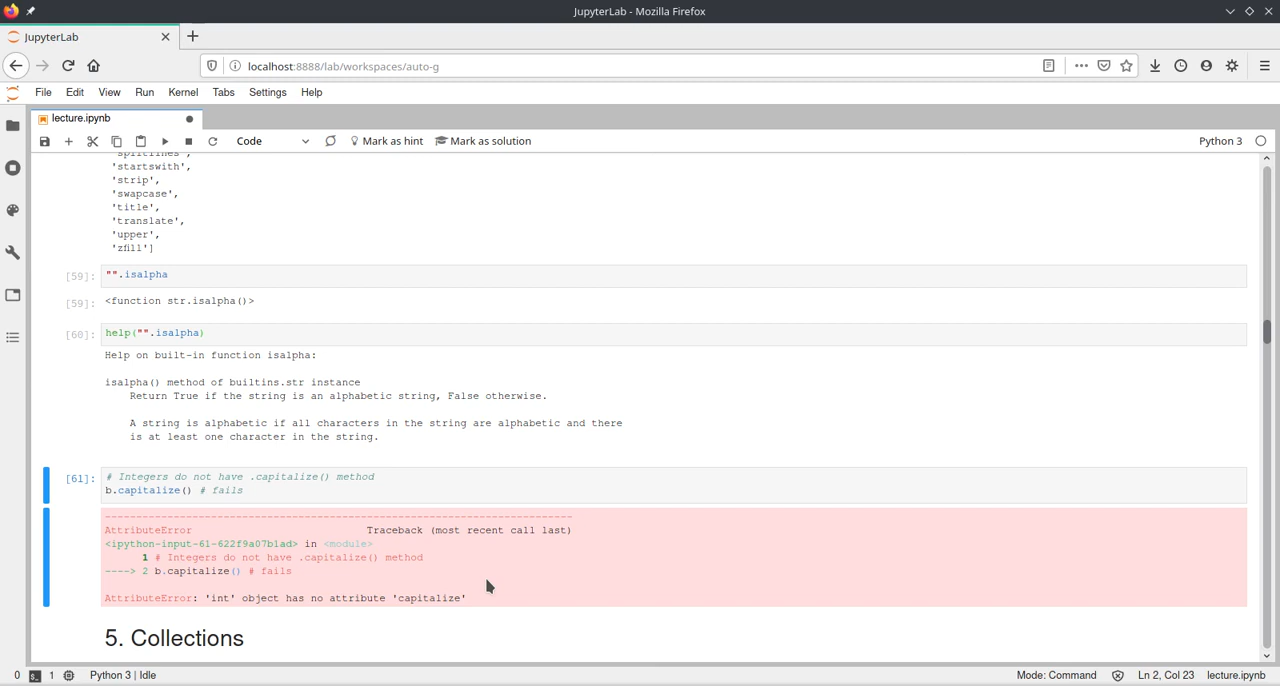 JupyterLab - Mozilla Firefox
JupyterLab
localhost:8888/lab/workspaces/auto-g
File Edit View Run Kernel Tabs Settings Help
lecture.ipynb
Code Mark as hint Mark as solution Python 3
'splitlines',
'startswith',
'strip',
'swapcase',
'title',
'translate',
'upper',
'zfill']
[59]: "".isalpha
[59]: <function str.isalpha()>
[60]: help("".isalpha)
Help on built-in function isalpha:
isalpha() method of builtins.str instance
Return True if the string is an alphabetic string, False otherwise.
A string is alphabetic if all characters in the string are alphabetic and there
is at least one character in the string.
[61]: # Integers do not have .capitalize() method
b.capitalize() # fails
---------------------------------------------------------------------------
AttributeError Traceback (most recent call last)
<ipython-input-61-622f9a07b1ad> in <module>
1 # Integers do not have .capitalize() method
----> 2 b.capitalize() # fails
AttributeError: 'int' object has no attribute 'capitalize'
5. Collections
0 1 Python 3 | Idle Mode: Command Ln 2, Col 23 lecture.ipynb